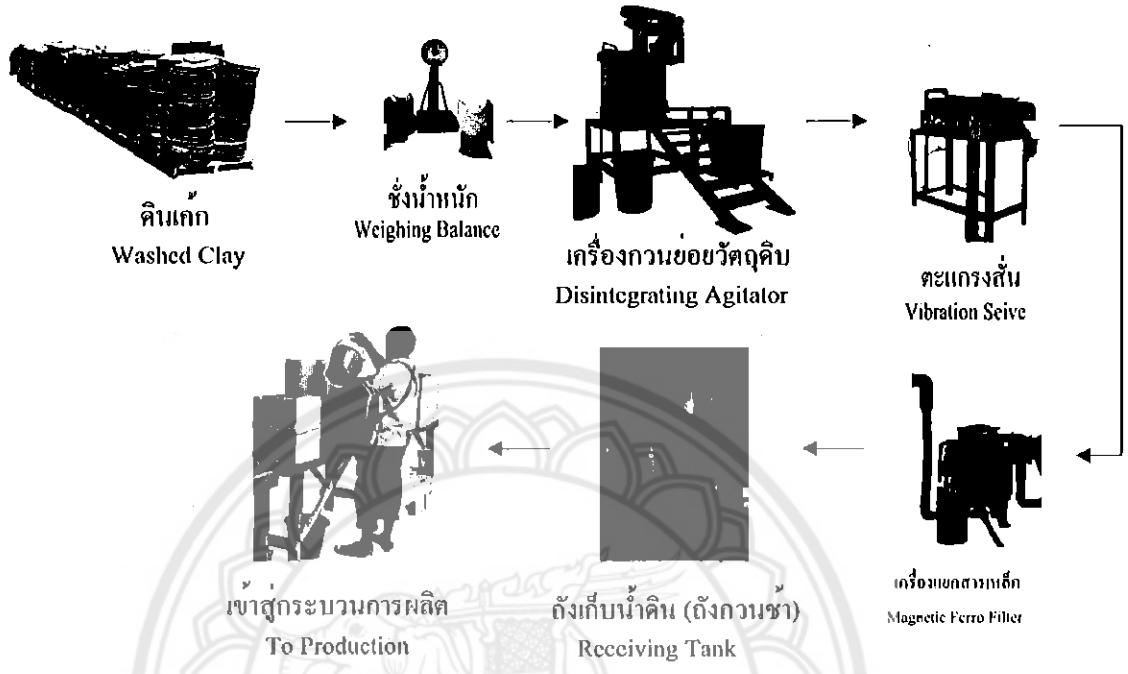 ดินเค้ก
Washed Clay
ชั่งน้ำหนัก
Weighing Balance
เครื่องกวนย่อยวัตถุดิบ
Disintegrating Agitator
ตะแกรงสั่น
Vibration Seive
เครื่องแยกสารเหล็ก
Magnetic Ferro Filter
ถังเก็บน้ำดิน (ถังกวนช้า)
Receiving Tank
เข้าสู่กระบวนการผลิต
To Production